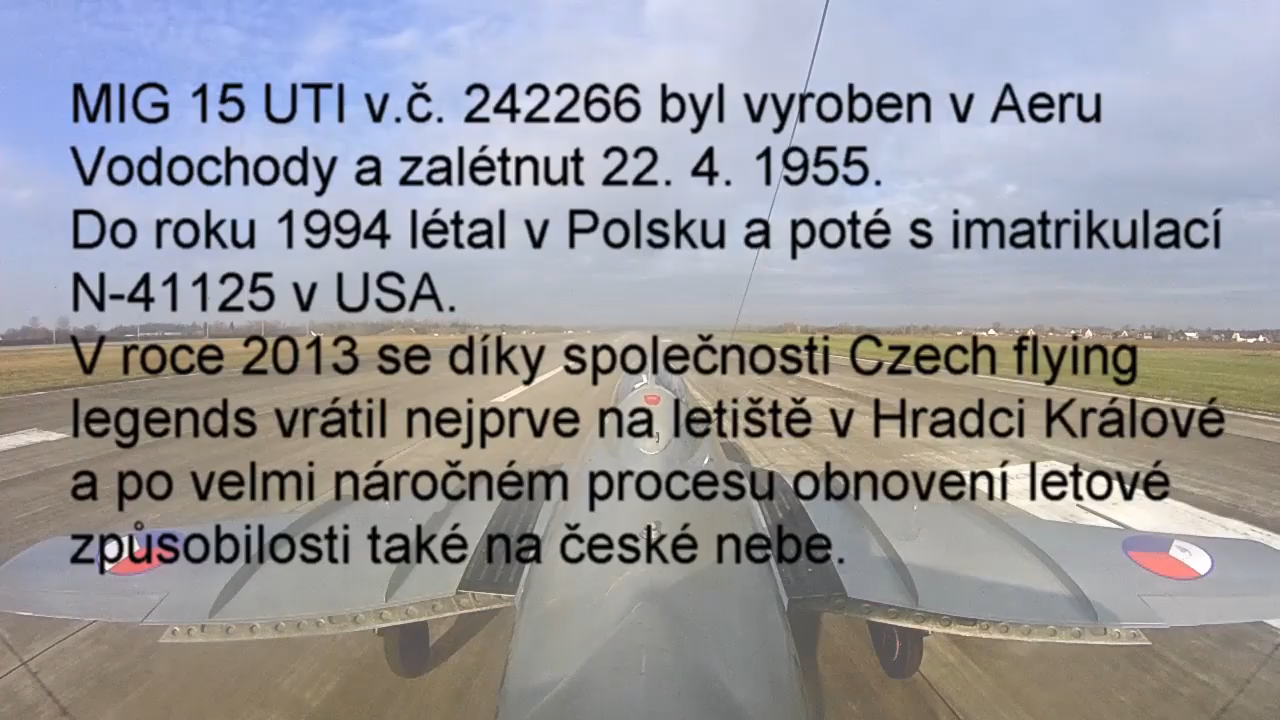 MIG 15 UTI v.č. 242266 byl vyroben v Aeru
Vodochody a zalétnut 22. 4. 1955.
Do roku 1994 létal v Polsku a poté s imatrikulací
N-41125 v USA.
V roce 2013 se díky společnosti Czech flying
legends vrátil nejprve na letiště v Hradci Králové
a po velmi náročném procesu obnovení letové
způsobilosti také na české nebe.